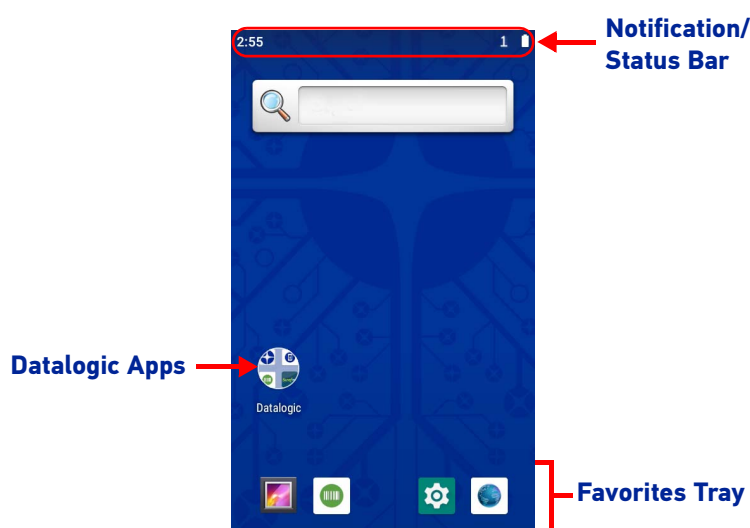 2:55
1
Notification/
Status Bar
Datalogic Apps
Datalogic
Favorites Tray